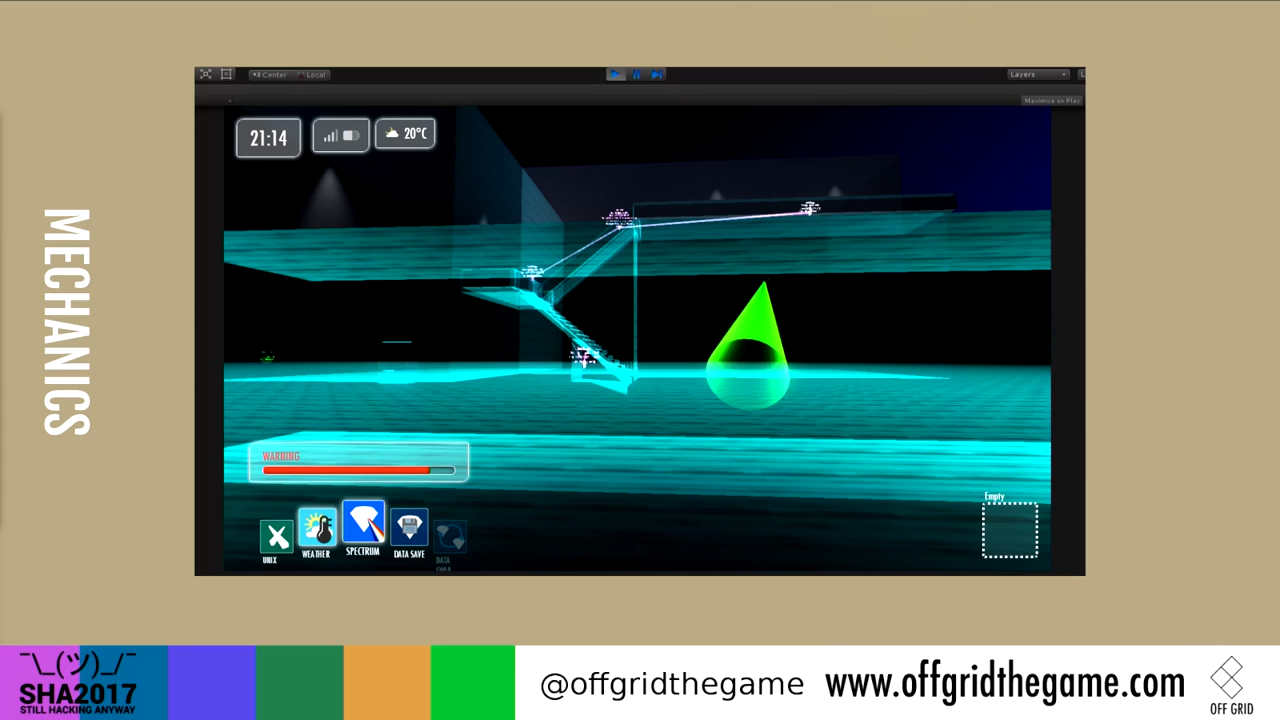 MECHANICS
Center
Local
Layers
Maximize on Play
21:14
20°C
WARNING
UNIX
WEATHER
SPECTRUM
DATA SAVE
DATA
Empty
¯\_(ツ)_/¯
SHA2017
STILL HACKING ANYWAY
@offgridthegame
www.offgridthegame.com
OFF GRID